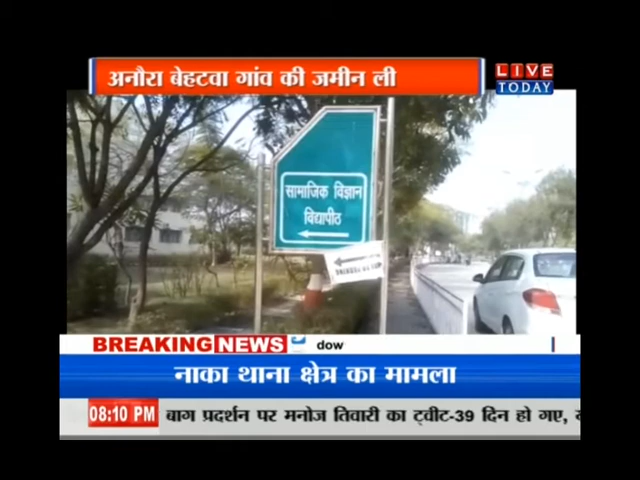 अनौरा बेहटवा गांव की जमीन ली
LIVE
TODAY
सामाजिक विज्ञान
विद्यापीठ
BREAKING NEWS
dow
नाका थाना क्षेत्र का मामला
08:10 PM
बाग प्रदर्शन पर मनोज तिवारी का ट्वीट-39 दिन हो गए,